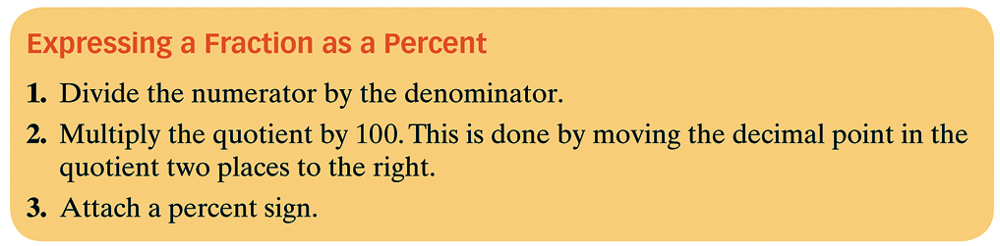 Expressing a Fraction as a Percent
1. Divide the numerator by the denominator.
2. Multiply the quotient by 100. This is done by moving the decimal point in the
quotient two places to the right.
3. Attach a percent sign.